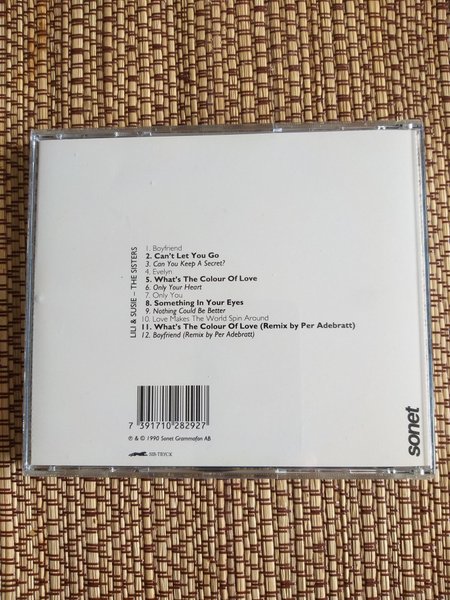 LILI & SUSIE – THE SISTERS
1. Boyfriend
2. Can't Let You Go
3. Can You Keep A Secret?
4. Evelyn
5. What's The Colour Of Love
6. Only Your Heart
7. Only You
8. Something In Your Eyes
9. Nothing Could Be Better
10. Love Makes The World Spin Around
11. What's The Colour Of Love (Remix by Per Adebratt)
12. Boyfriend (Remix by Per Adebratt)
7 391710 282927
℗ & © 1990 Sonet Grammofon AB
SIB-TRYCK
sonet